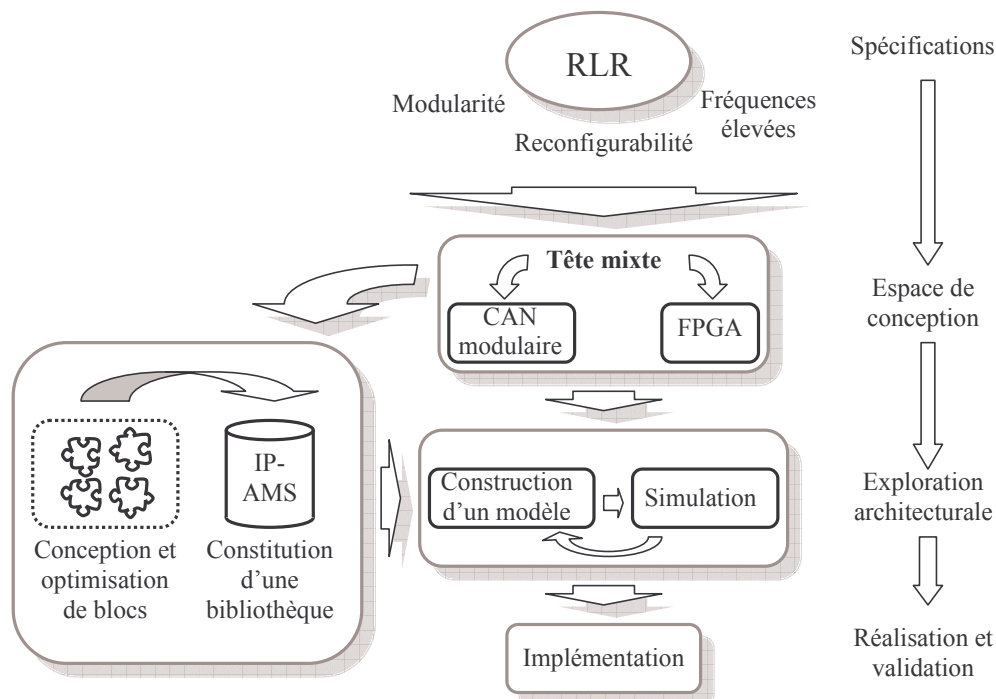 RLR
Modularité
Fréquences
élevées
Reconfigurabilité
Spécifications
Tête mixte
CAN
modulaire
FPGA
Espace de
conception
IP-
AMS
Conception et
optimisation
de blocs
Constitution
d'une
bibliothèque
Construction
d'un modèle
Simulation
Exploration
architecturale
Implémentation
Réalisation et
validation